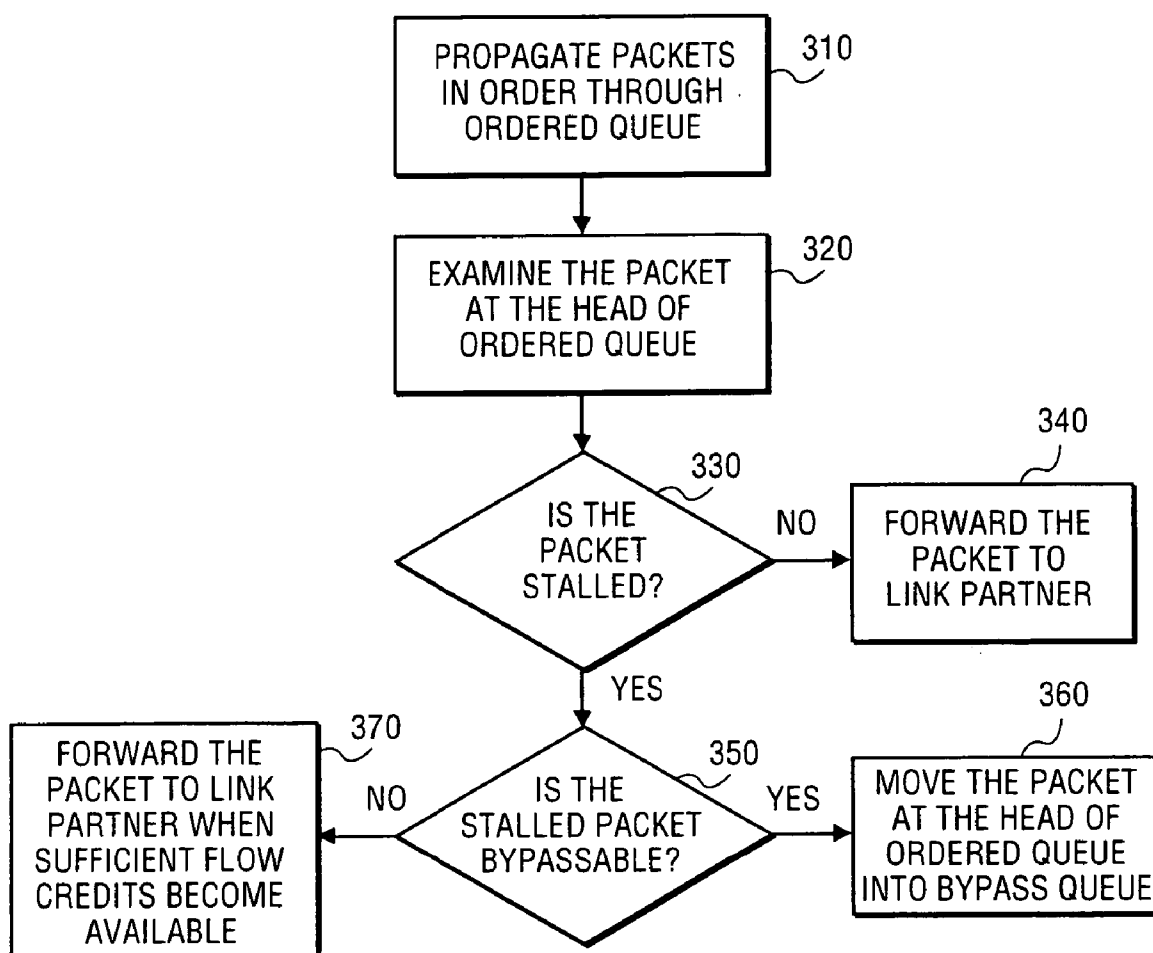 PROPAGATE PACKETS
IN ORDER THROUGH
ORDERED QUEUE
310
EXAMINE THE PACKET
AT THE HEAD OF
ORDERED QUEUE
320
IS THE
PACKET
STALLED?
330
NO
FORWARD THE
PACKET TO
LINK PARTNER
340
YES
IS THE
STALLED PACKET
BYPASSABLE?
350
YES
MOVE THE PACKET
AT THE HEAD OF
ORDERED QUEUE
INTO BYPASS QUEUE
360
NO
FORWARD THE
PACKET TO LINK
PARTNER WHEN
SUFFICIENT FLOW
CREDITS BECOME
AVAILABLE
370